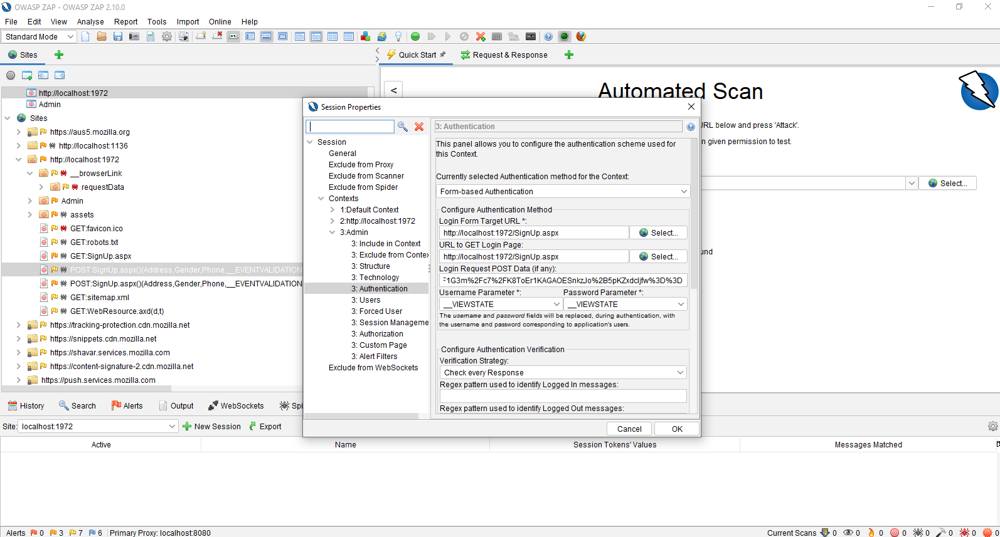 OWASP ZAP - OWASP ZAP 2.10.0
File Edit View Analyse Report Tools Import Online Help
Standard Mode
Sites
Quick Start
Request & Response
http://localhost:1972
Admin
Sites
https://aus5.mozilla.org
http://localhost:1136
http://localhost:1972
__browserLink
requestData
Admin
assets
GET:favicon.ico
GET:robots.txt
GET:SignUp.aspx
POST:SignUp.aspx()(Address,Gender,Phone,__EVENTVALIDATION
POST:SignUp.aspx()(Address,Gender,Phone,__EVENTVALIDATION
GET:sitemap.xml
GET:WebResource.axd(d,t)
https://tracking-protection.cdn.mozilla.net
https://snippets.cdn.mozilla.net
https://shavar.services.mozilla.com
https://content-signature-2.cdn.mozilla.net
https://push.services.mozilla.com
<
Automated Scan
URL below and press 'Attack'.
n given permission to test.
Select...
und
Session Properties
Session
General
Exclude from Proxy
Exclude from Scanner
Exclude from Spider
Contexts
1:Default Context
2:http://localhost:1972
3:Admin
3: Include in Context
3: Exclude from Contex
3: Structure
3: Technology
3: Authentication
3: Users
3: Forced User
3: Session Manageme
3: Authorization
3: Custom Page
3: Alert Filters
Exclude from WebSockets
3: Authentication
This panel allows you to configure the authentication scheme used for
this Context.
Currently selected Authentication method for the Context:
Form-based Authentication
Configure Authentication Method
Login Form Target URL *:
http://localhost:1972/SignUp.aspx
Select...
URL to GET Login Page:
http://localhost:1972/SignUp.aspx
Select...
Login Request POST Data (if any):
F1G3m%2Fc7%2FK8ToEr1KAGAOESnkzJo%2B5pKZxdcljfw%3D%3D
Username Parameter *: Password Parameter *:
__VIEWSTATE __VIEWSTATE
The username and password fields will be replaced, during authentication, with
the username and password corresponding to application's users.
Configure Authentication Verification
Verification Strategy:
Check every Response
Regex pattern used to identify Logged In messages:
Regex pattern used to identify Logged Out messages:
Cancel OK
History Search Alerts Output WebSockets Spi
Site: localhost:1972 New Session Export
Active Name Session Tokens' Values Messages Matched
Alerts 0 3 7 6 Primary Proxy: localhost:8080
Current Scans 0 0 0 0 0 0 0 0